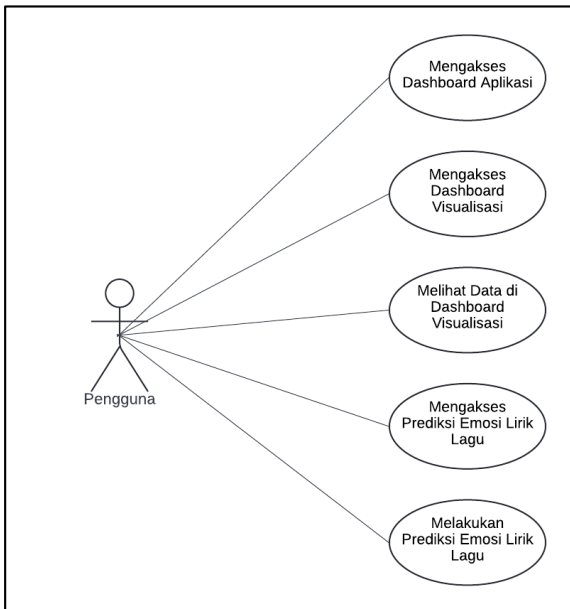 Mengakses
Dashboard Aplikasi
Mengakses
Dashboard
Visualisasi
Melihat Data di
Dashboard
Visualisasi
Pengguna
Mengakses
Prediksi Emosi Lirik
Lagu
Melakukan
Prediksi Emosi Lirik
Lagu